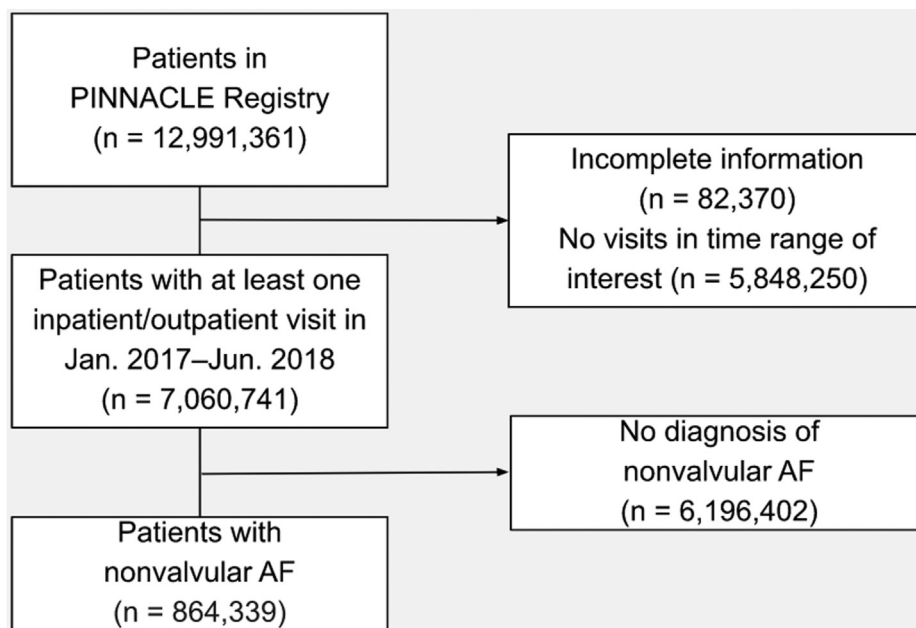 Patients in
PINNACLE Registry
(n = 12,991,361)
Incomplete information
(n = 82,370)
No visits in time range of
interest (n = 5,848,250)
Patients with at least one
inpatient/outpatient visit in
Jan. 2017–Jun. 2018
(n = 7,060,741)
No diagnosis of
nonvalvular AF
(n = 6,196,402)
Patients with
nonvalvular AF
(n = 864,339)